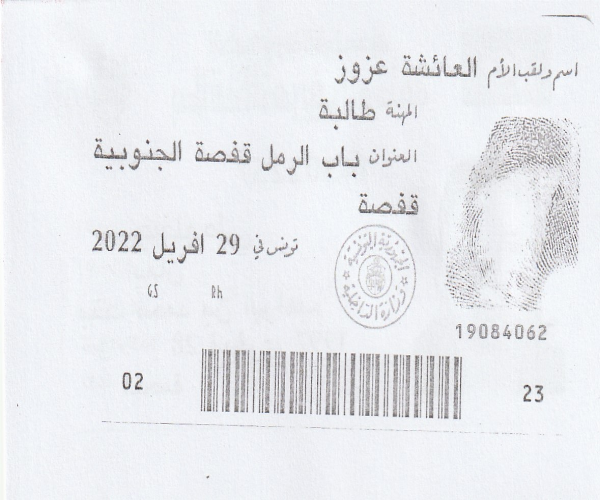 اسم ولقب الأم العائشة عزوز
المهنة طالبة
العنوان باب الرمل قفصة الجنوبية
قفصة
تونس في 29 افريل 2022
GS Rh
الجمهورية التونسية
وزارة الداخلية
19084062
02
23